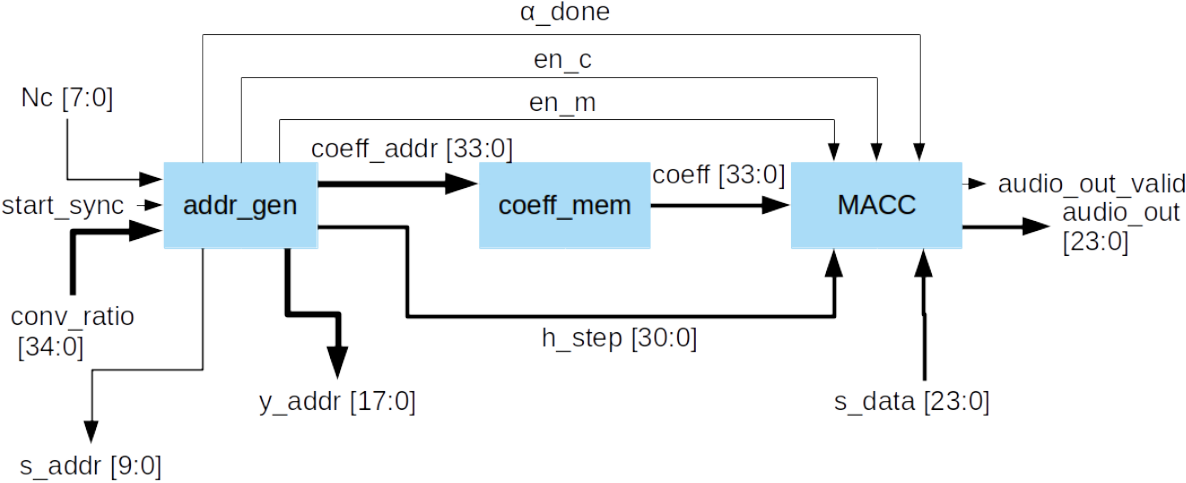 α_done
en_c
Nc [7:0]
en_m
coeff_addr [33:0]
coeff [33:0]
start_sync
addr_gen
coeff_mem
MACC
audio_out_valid
audio_out
[23:0]
conv_ratio
[34:0]
h_step [30:0]
y_addr [17:0]
s_data [23:0]
s_addr [9:0]